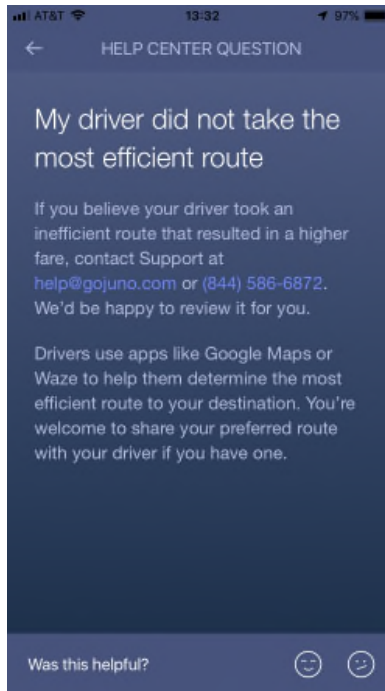 AT&T 13:32 97%
HELP CENTER QUESTION
My driver did not take the
most efficient route
If you believe your driver took an
inefficient route that resulted in a higher
fare, contact Support at
help@gojuno.com or (844) 586-6872.
We'd be happy to review it for you.
Drivers use apps like Google Maps or
Waze to help them determine the most
efficient route to your destination. You're
welcome to share your preferred route
with your driver if you have one.
Was this helpful?